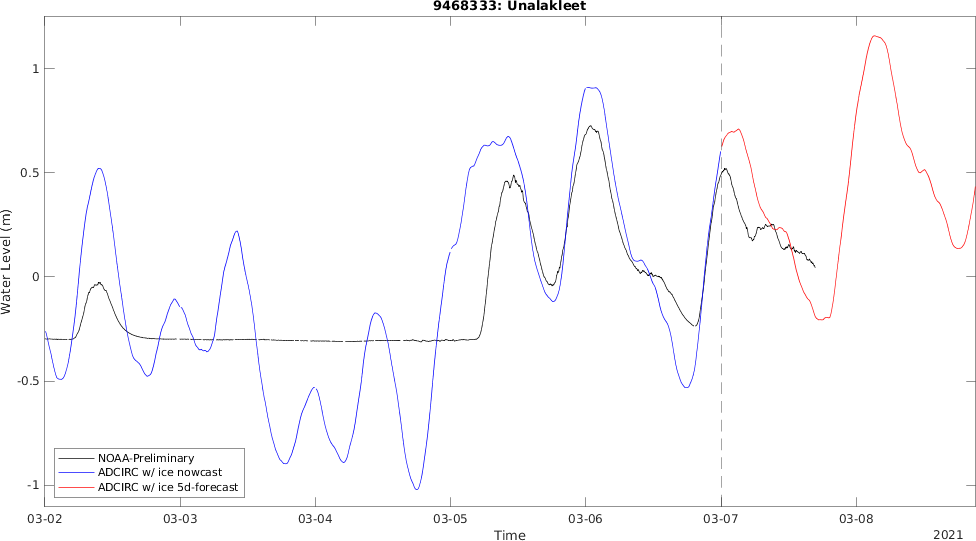 9468333: Unalakleet
Water Level (m)
1
0.5
0
-0.5
-1
NOAA-Preliminary
ADCIRC w/ ice nowcast
ADCIRC w/ ice 5d-forecast
03-02 03-03 03-04 03-05 03-06 03-07 03-08
Time
2021